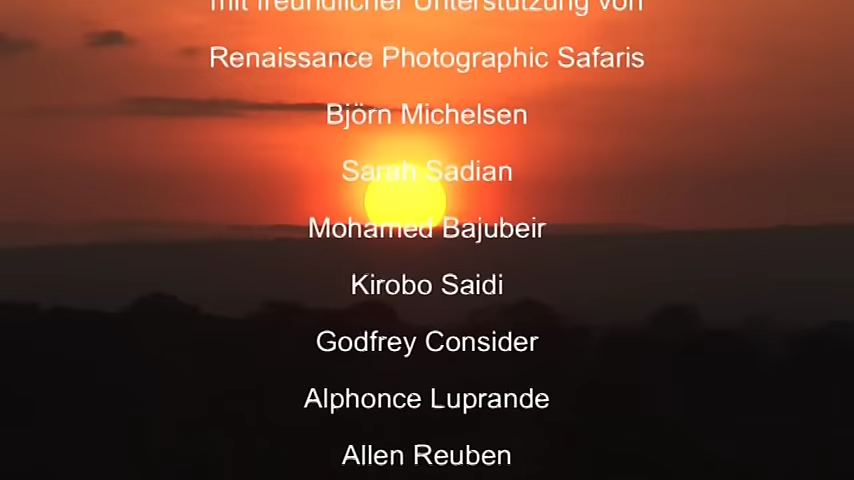 mit freundlicher Unterstützung von
Renaissance Photographic Safaris
Björn Michelsen
Sarah Sadian
Mohamed Bajubeir
Kirobo Saidi
Godfrey Consider
Alphonce Luprande
Allen Reuben